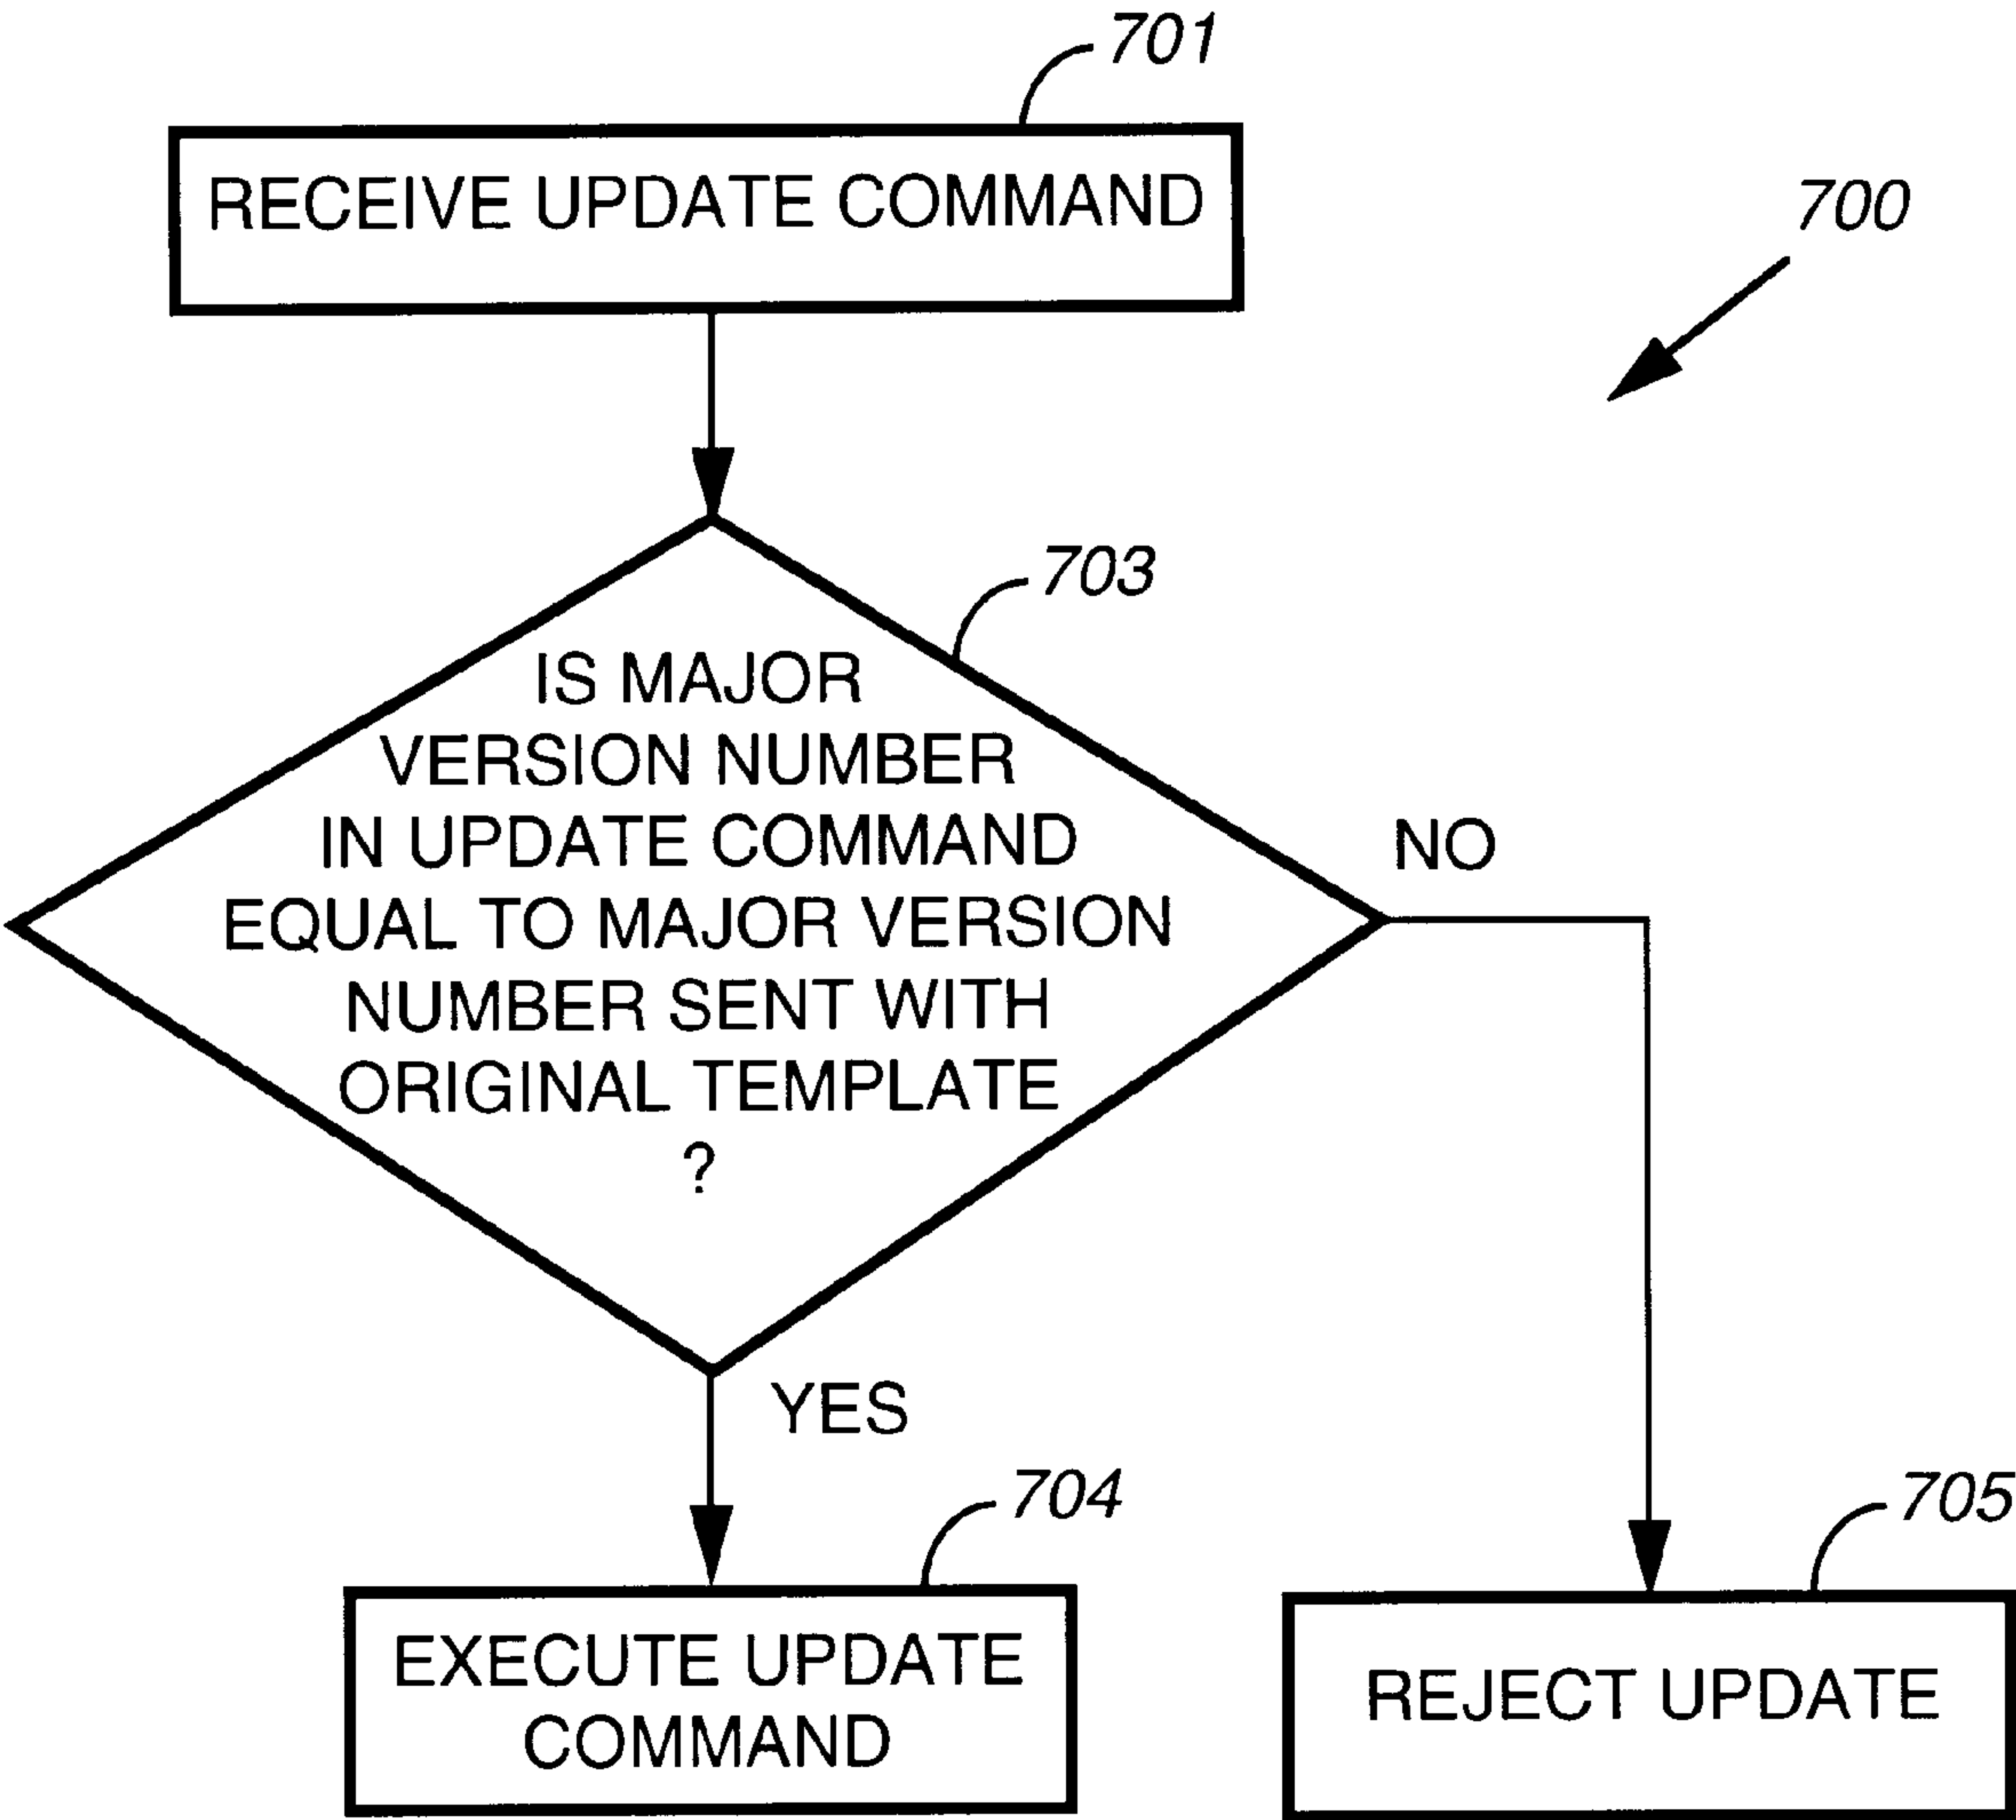 701
RECEIVE UPDATE COMMAND
700
703
IS MAJOR
VERSION NUMBER
IN UPDATE COMMAND
EQUAL TO MAJOR VERSION
NUMBER SENT WITH
ORIGINAL TEMPLATE
?
NO
YES
704
EXECUTE UPDATE
COMMAND
705
REJECT UPDATE